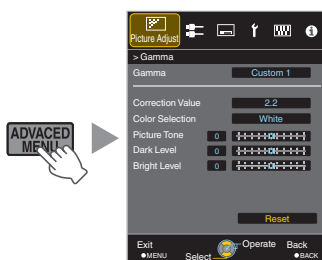 Picture Adjust
> Gamma
Gamma Custom 1
Correction Value 2.2
Color Selection White
Picture Tone 0
Dark Level 0
Bright Level 0
ADVACED
MENU
Reset
Exit Operate Back
MENU Select BACK